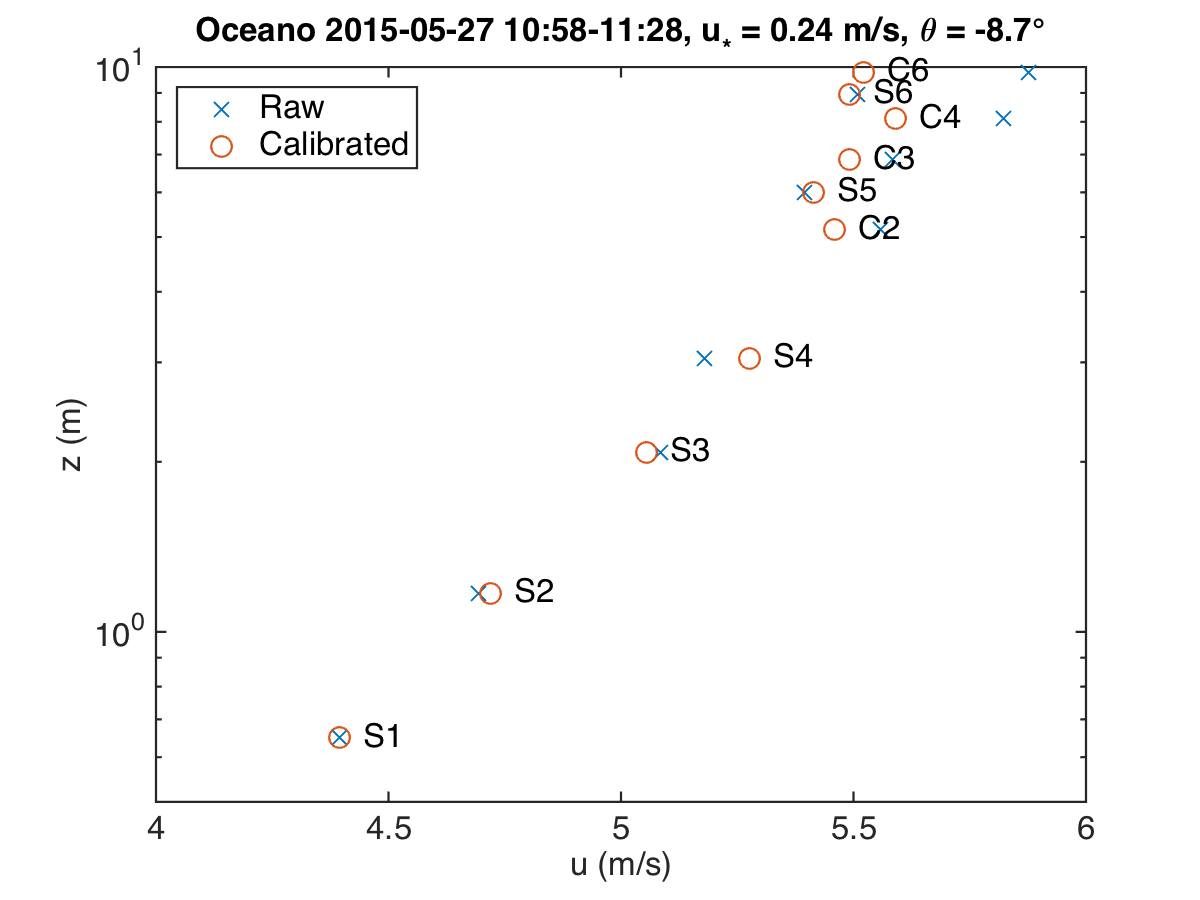 Oceano 2015-05-27 10:58-11:28, u* = 0.24 m/s, θ = -8.7°
10¹
Raw
Calibrated
C6
S6
C4
C3
S5
C2
S4
z (m)
S3
S2
10⁰
S1
4 4.5 5 5.5 6
u (m/s)